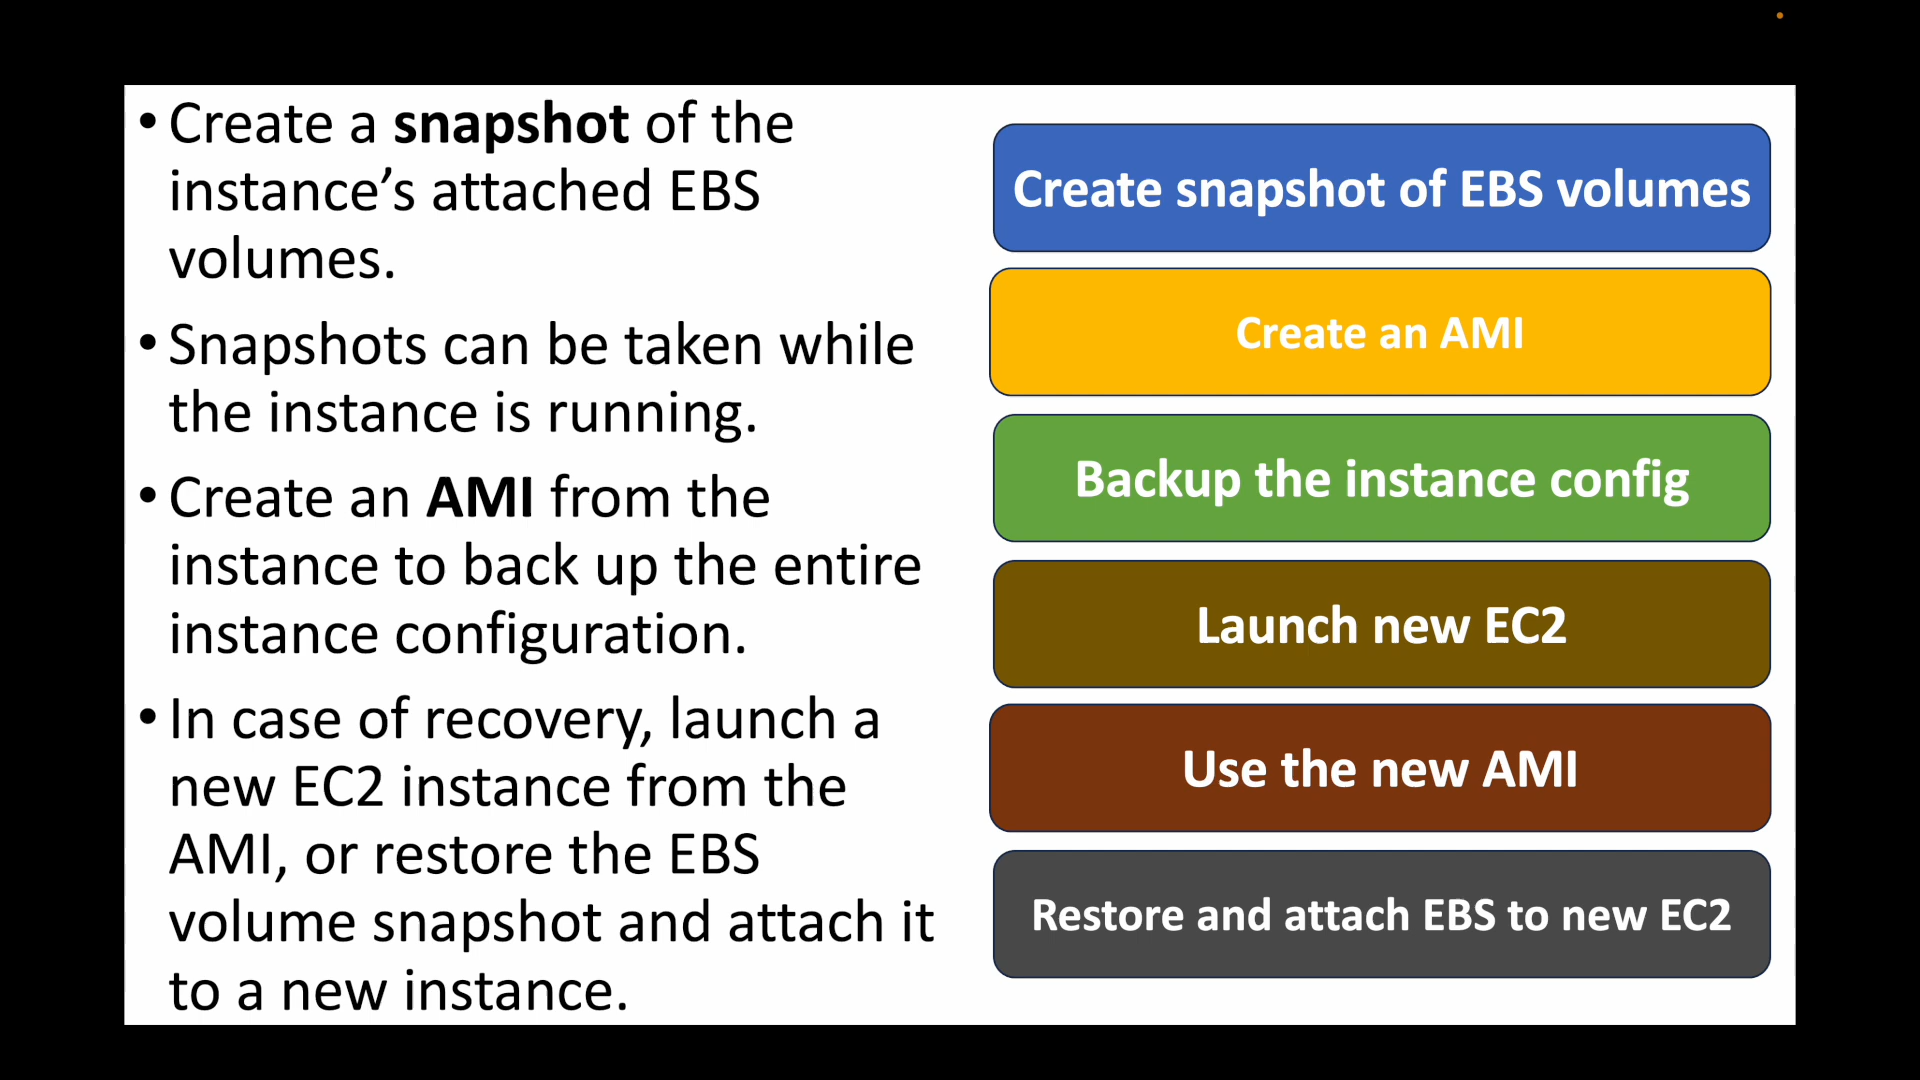 • Create a snapshot of the
instance’s attached EBS
volumes.
• Snapshots can be taken while
the instance is running.
• Create an AMI from the
instance to back up the entire
instance configuration.
• In case of recovery, launch a
new EC2 instance from the
AMI, or restore the EBS
volume snapshot and attach it
to a new instance.
Create snapshot of EBS volumes
Create an AMI
Backup the instance config
Launch new EC2
Use the new AMI
Restore and attach EBS to new EC2